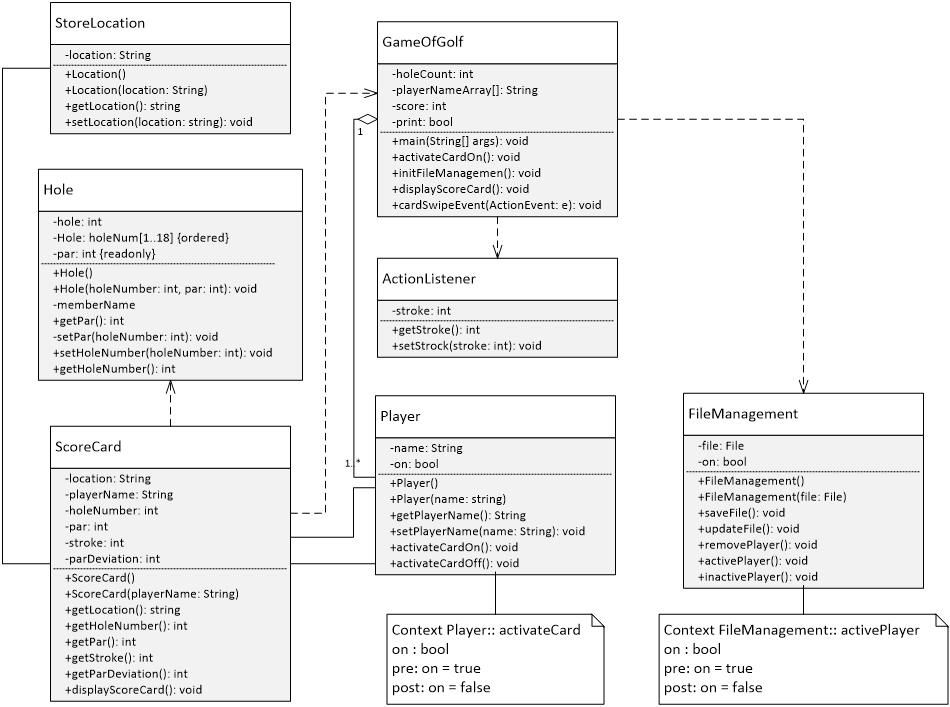 StoreLocation
-location: String
+Location()
+Location(location: String)
+getLocation(): string
+setLocation(location: string): void
GameOfGolf
-holeCount: int
-playerNameArray[]: String
-score: int
-print: bool
+main(String[] args): void
+activateCardOn(): void
+initFileManagemen(): void
+displayScoreCard(): void
+cardSwipeEvent(ActionEvent: e): void
1
1..*
Hole
-hole: int
-Hole: holeNum[1..18] {ordered}
-par: int {readonly}
+Hole()
+Hole(holeNumber: int, par: int): void
-memberName
+getPar(): int
-setPar(holeNumber: int): void
+setHoleNumber(holeNumber: int): void
+getHoleNumber(): int
ActionListener
-stroke: int
+getStroke(): int
+setStrock(stroke: int): void
Player
-name: String
-on: bool
+Player()
+Player(name: string)
+getPlayerName(): String
+setPlayerName(name: String): void
+activateCardOn(): void
+activateCardOff(): void
FileManagement
-file: File
-on: bool
+FileManagement()
+FileManagement(file: File)
+saveFile(): void
+updateFile(): void
+removePlayer(): void
+activePlayer(): void
+inactivePlayer(): void
ScoreCard
-location: String
-playerName: String
-holeNumber: int
-par: int
-stroke: int
-parDeviation: int
+ScoreCard()
+ScoreCard(playerName: String)
+getLocation(): string
+getHoleNumber(): int
+getPar(): int
+getStroke(): int
+getParDeviation(): int
+displayScoreCard(): void
Context Player:: activateCard
on : bool
pre: on = true
post: on = false
Context FileManagement:: activePlayer
on : bool
pre: on = true
post: on = false